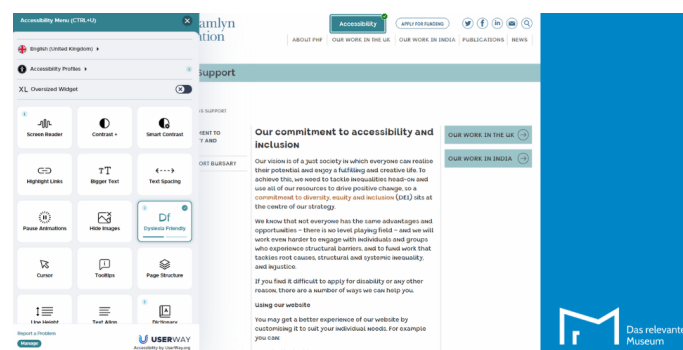 Accessibility Menu (CTRL+U)
English (United Kingdom)
Accessibility Profiles
XL Oversized Widget
Screen Reader
Contrast +
Smart Contrast
Highlight Links
Bigger Text
Text Spacing
Pause Animations
Hide Images
Df
Dyslexia Friendly
Cursor
Tooltips
Page Structure
Line Height
Text Align
Dictionary
Report a Problem
Manage
USERWAY
Accessibility by UserWay.org
amlyn
tion
Accessibility
APPLY FOR FUNDING
ABOUT PHF
OUR WORK IN THE UK
OUR WORK IN INDIA
PUBLICATIONS
NEWS
Support
SS SUPPORT
MENT TO
Y AND
ORT BURSARY
Our commitment to accessibility and
inclusion
Our vision is of a just society in which everyone can realise
their potential and enjoy a fulfilling and creative life. To
achieve this, we need to tackle inequalities head-on and
use all of our resources to drive positive change, so a
commitment to diversity, equity and inclusion (DEI) sits at
the centre of our strategy.
We know that not everyone has the same advantages and
opportunities – there is no level playing field – and we will
work even harder to engage with individuals and groups
who experience structural barriers, and to fund work that
tackles root causes, structural and systemic inequality,
and injustice.
If you find it difficult to apply for disability or any other
reason, there are a number of ways we can help you.
Using our website
You may get a better experience of our website by
customising it to suit your individual needs. For example
you can:
OUR WORK IN THE UK
OUR WORK IN INDIA
Das relevante
Museum